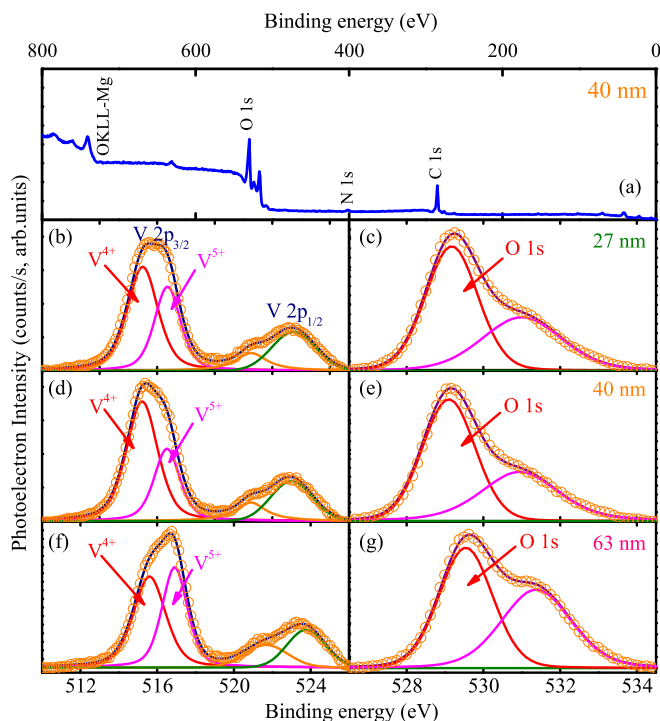 Binding energy (eV)
800 600 400 200 0
40 nm
OKLL-Mg
O 1s
N 1s
C 1s
(a)
Photoelectron Intensity (counts/s, arb.units)
(b) V 2p3/2 (c) 27 nm
V4+ V5+ O 1s
V 2p1/2
(d) (e) 40 nm
V4+ V5+ O 1s
(f) (g) 63 nm
V4+ V5+ O 1s
512 516 520 524 528 530 532 534
Binding energy (eV)